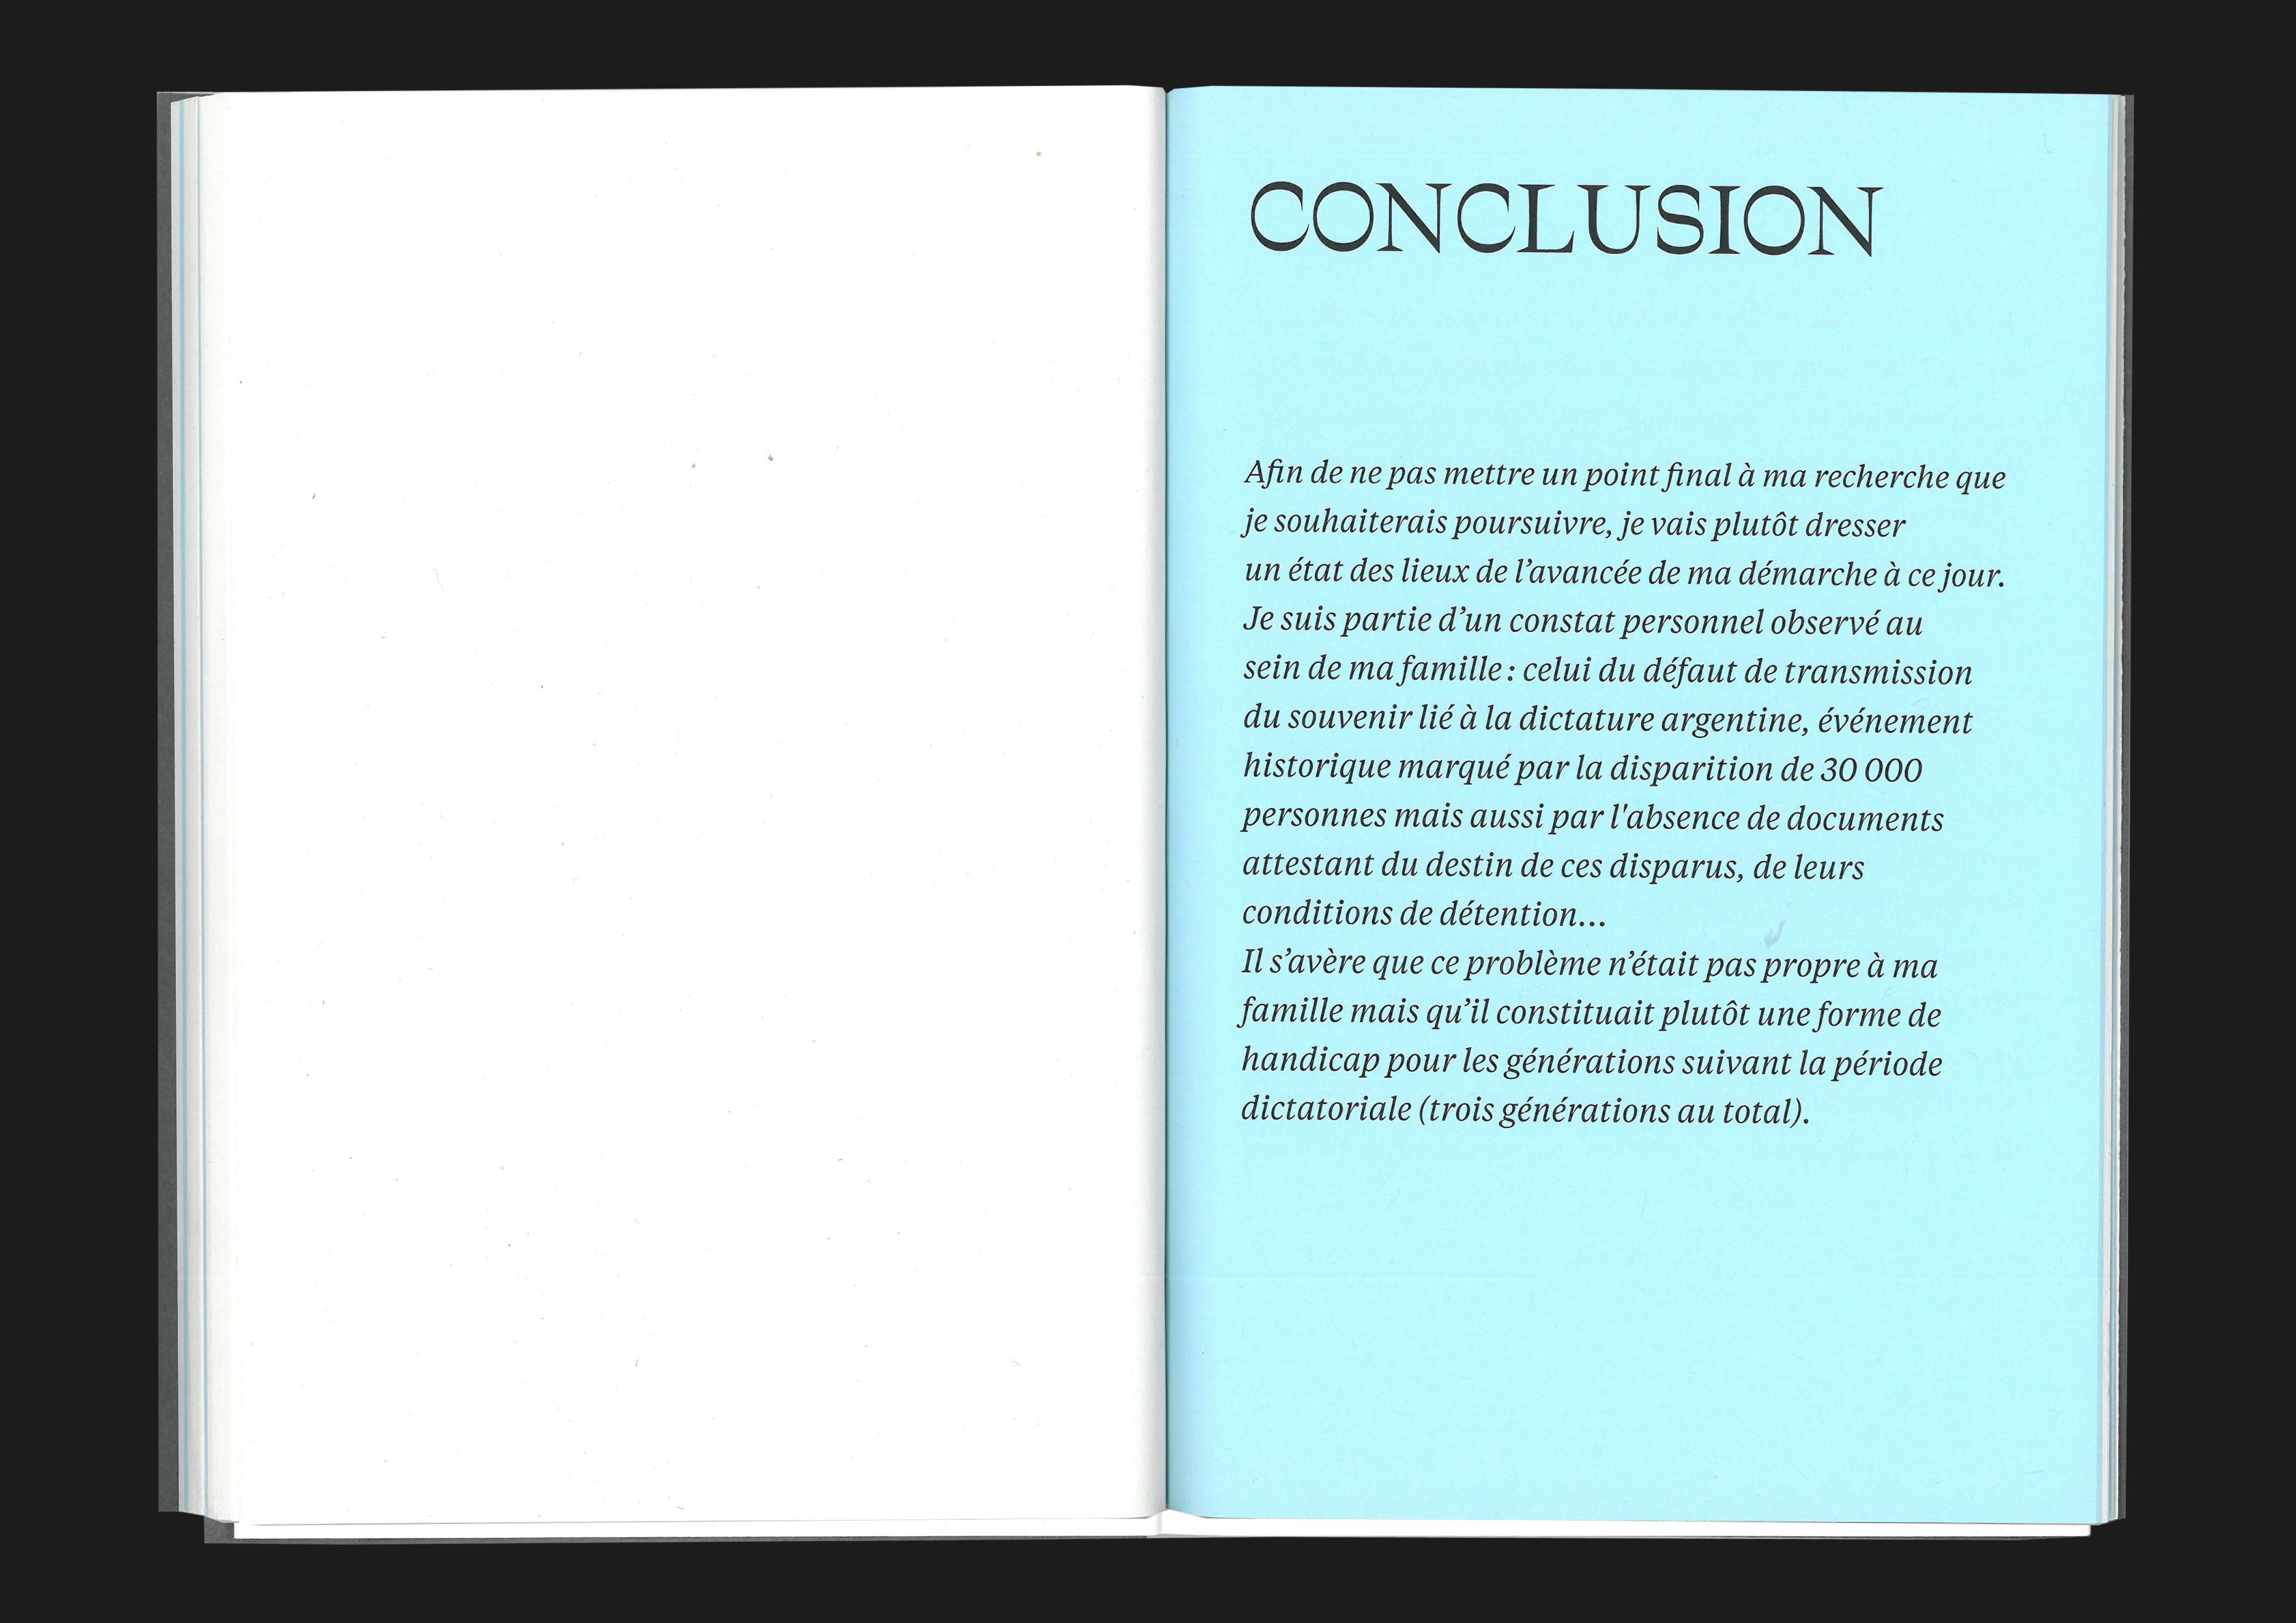 CONCLUSION
Afin de ne pas mettre un point final à ma recherche que
je souhaiterais poursuivre, je vais plutôt dresser
un état des lieux de l’avancée de ma démarche à ce jour.
Je suis partie d’un constat personnel observé au
sein de ma famille : celui du défaut de transmission
du souvenir lié à la dictature argentine, événement
historique marqué par la disparition de 30 000
personnes mais aussi par l'absence de documents
attestant du destin de ces disparus, de leurs
conditions de détention...
Il s’avère que ce problème n’était pas propre à ma
famille mais qu’il constituait plutôt une forme de
handicap pour les générations suivant la période
dictatoriale (trois générations au total).